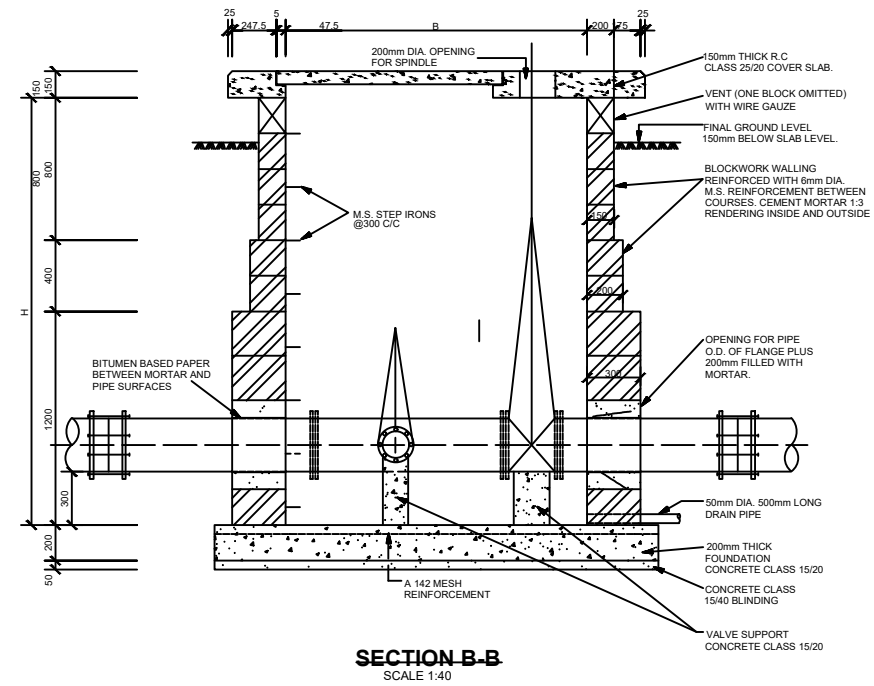 25
247.5
5
47.5
B
200
75
25
200mm DIA. OPENING
FOR SPINDLE
150mm THICK R.C
CLASS 25/20 COVER SLAB.
VENT (ONE BLOCK OMITTED)
WITH WIRE GAUZE
FINAL GROUND LEVEL
150mm BELOW SLAB LEVEL.
150
150
800
800
BLOCKWORK WALLING
REINFORCED WITH 6mm DIA.
M.S. REINFORCEMENT BETWEEN
COURSES. CEMENT MORTAR 1:3
RENDERING INSIDE AND OUTSIDE
M.S. STEP IRONS
@300 C/C
150
400
200
H
OPENING FOR PIPE
O.D. OF FLANGE PLUS
200mm FILLED WITH
MORTAR.
BITUMEN BASED PAPER
BETWEEN MORTAR AND
PIPE SURFACES
300
1200
300
50mm DIA. 500mm LONG
DRAIN PIPE
200
50
200mm THICK
FOUNDATION
CONCRETE CLASS 15/20
A 142 MESH
REINFORCEMENT
CONCRETE CLASS
15/40 BLINDING
VALVE SUPPORT
CONCRETE CLASS 15/20
SECTION B-B
SCALE 1:40